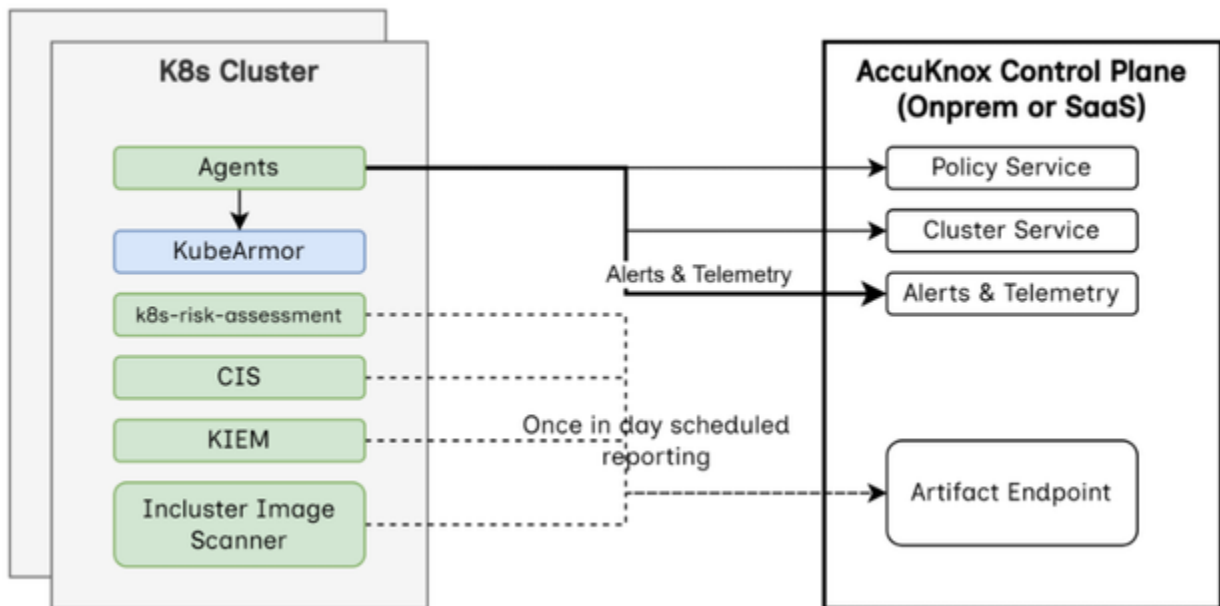 K8s Cluster
Agents
KubeArmor
k8s-risk-assessment
CIS
KIEM
Incluster Image
Scanner
Alerts & Telemetry
Once in day scheduled
reporting
AccuKnox Control Plane
(Onprem or SaaS)
Policy Service
Cluster Service
Alerts & Telemetry
Artifact Endpoint